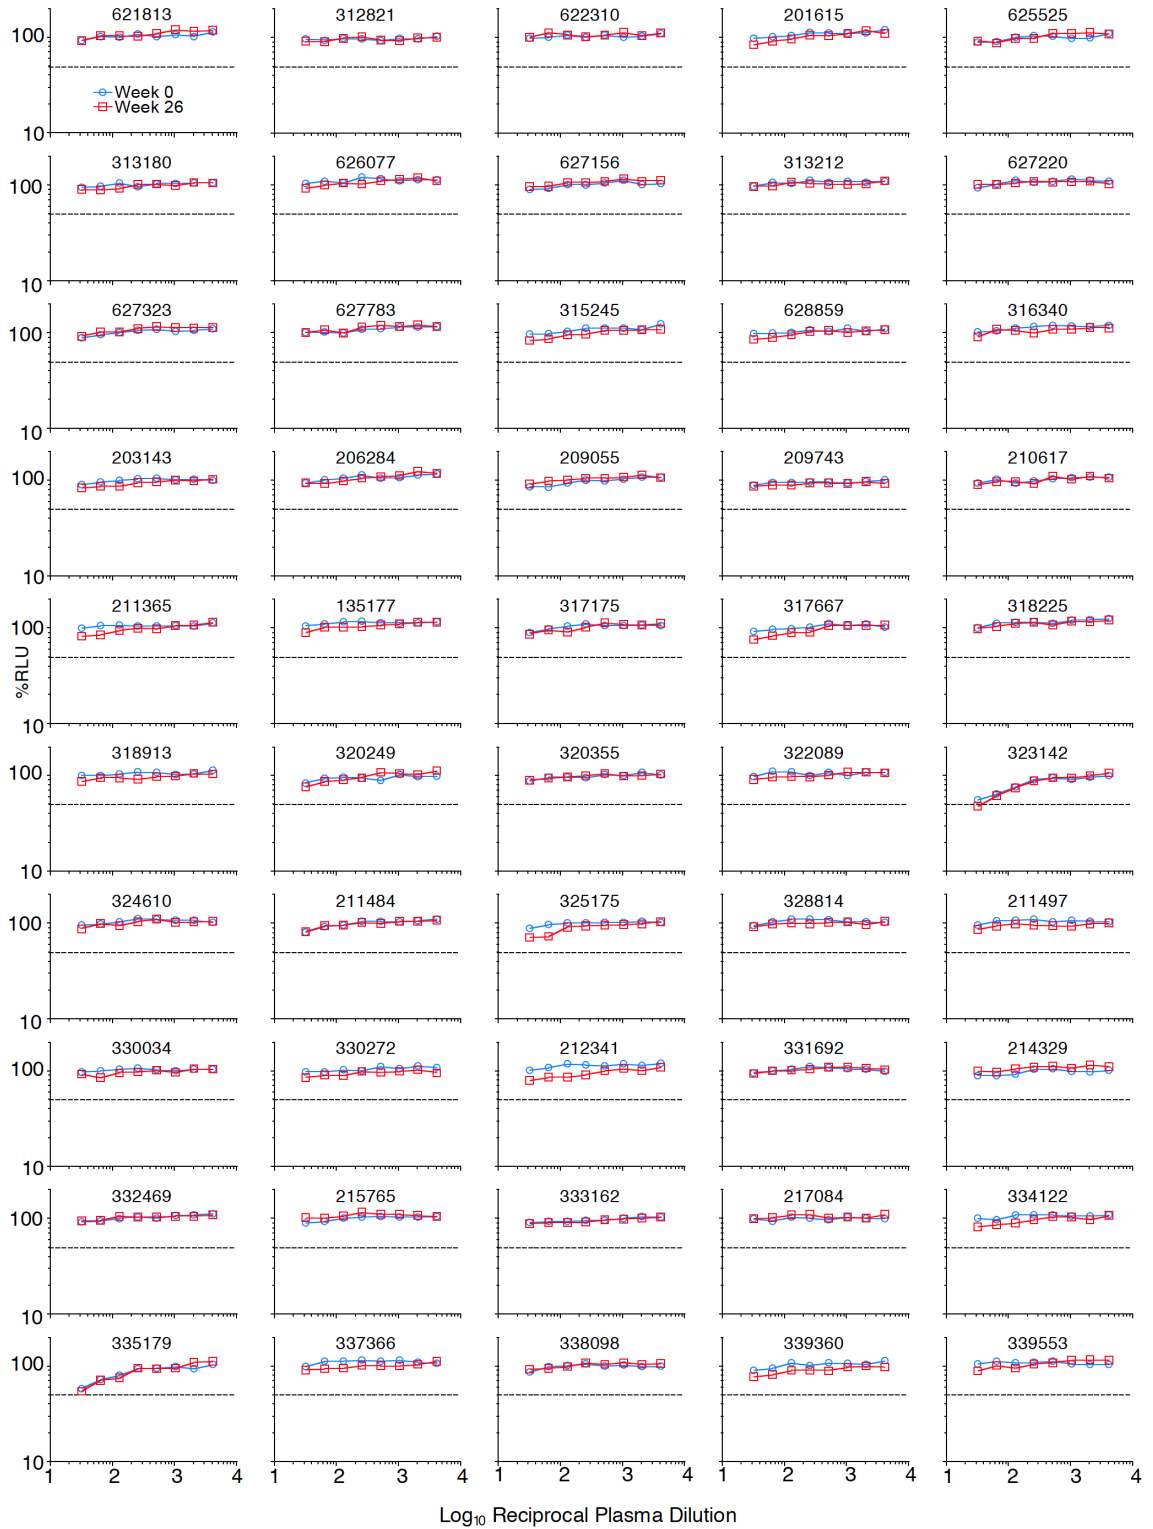 621813 312821 622310 201615 625525
100
Week 0
Week 26
10
313180 626077 627156 313212 627220
100
10
627323 627783 315245 628859 316340
100
10
203143 206284 209055 209743 210617
100
10
211365 135177 317175 317667 318225
100
%RLU
10
318913 320249 320355 322089 323142
100
10
324610 211484 325175 328814 211497
100
10
330034 330272 212341 331692 214329
100
10
332469 215765 333162 217084 334122
100
10
335179 337366 338098 339360 339553
100
10
1 2 3 4 1 2 3 4 1 2 3 4 1 2 3 4 1 2 3 4
Log₁₀ Reciprocal Plasma Dilution